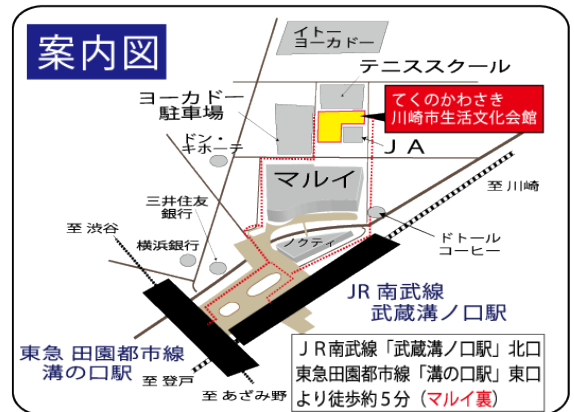 案内図
イトー
ヨーカドー
テニススクール
ヨーカドー
駐車場
てくのかわさき
川崎市生活文化会館
ドン・
キホーテ
JA
マルイ
至 川崎
三井住友
銀行
至 渋谷
横浜銀行
ノクティ
ドトール
コーヒー
JR 南武線
武蔵溝ノ口駅
東急 田園都市線
溝の口駅
至 登戸
至 あざみ野
JR南武線「武蔵溝ノ口駅」北口
東急田園都市線「溝の口駅」東口
より徒歩約5分(マルイ裏)